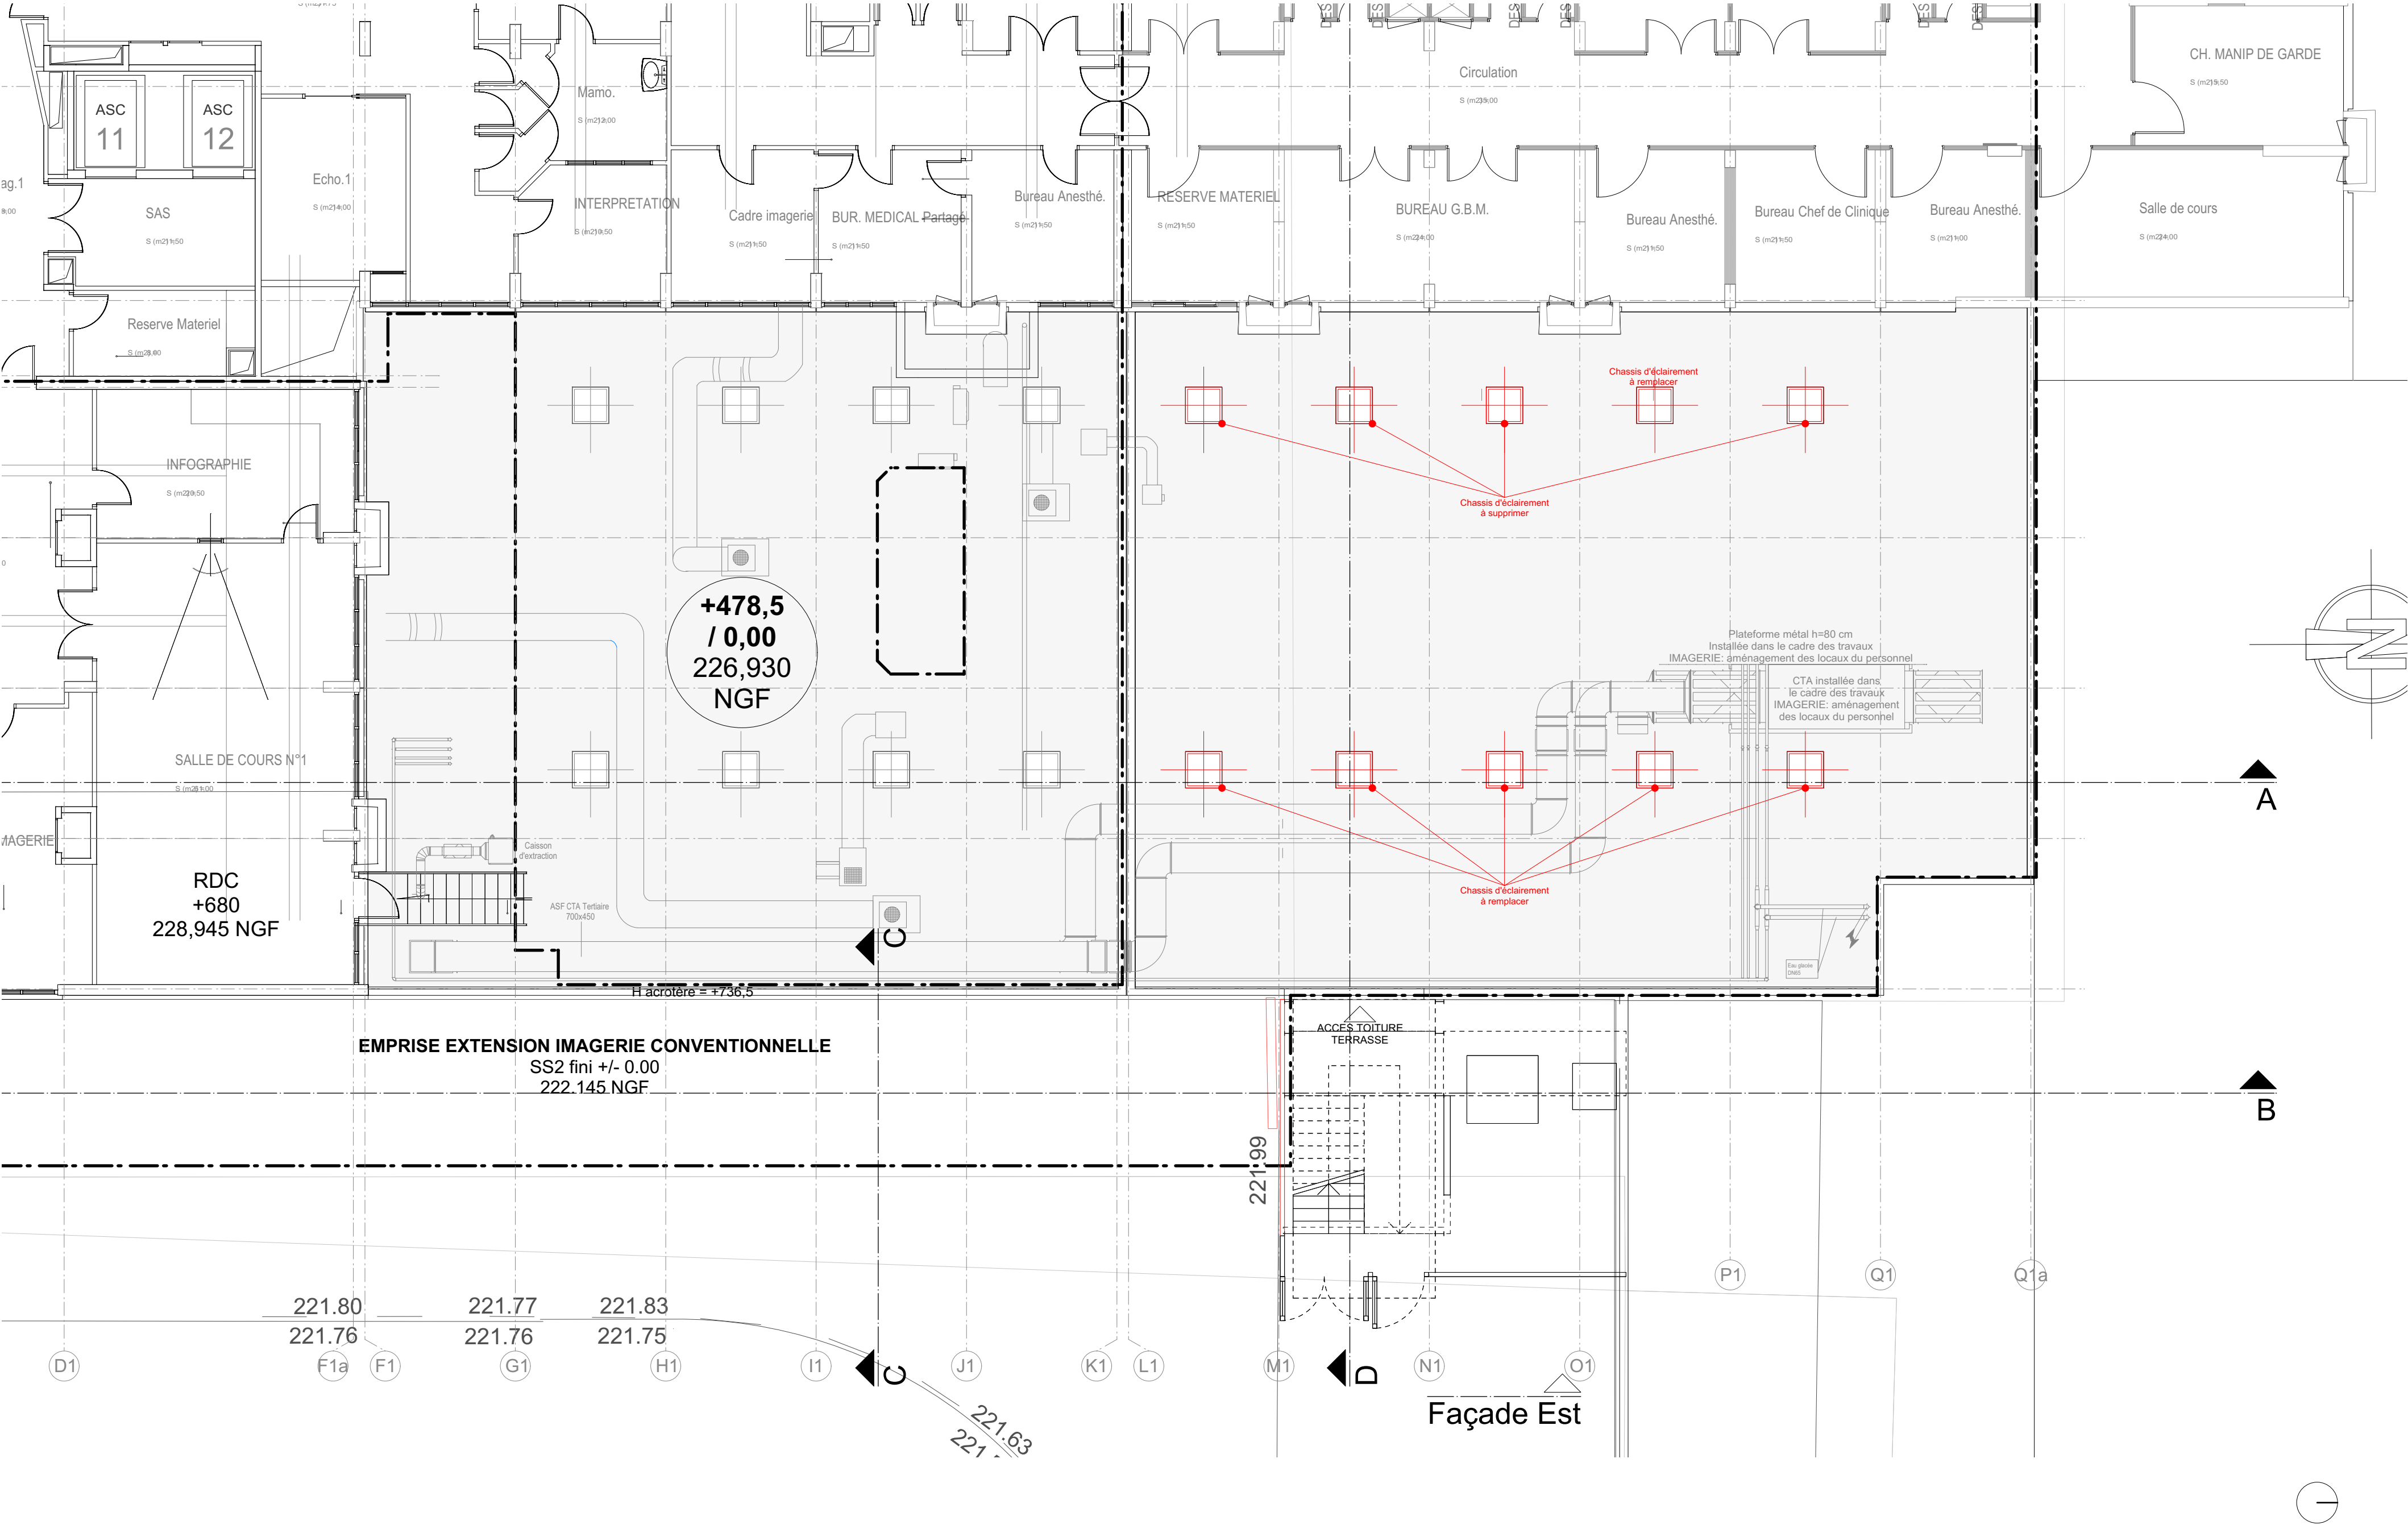 Circulation
CH. MANIP DE GARDE
ASC
11
ASC
12
Mamo.
ag.1
Echo.1
SAS
INTERPRETATION
Cadre imagerie
BUR. MEDICAL Partagé
Bureau Anesthé.
RESERVE MATERIEL
BUREAU G.B.M.
Bureau Anesthé.
Bureau Chef de Clinique
Bureau Anesthé.
Salle de cours
Reserve Materiel
Chassis d'éclairement
à remplacer
INFOGRAPHIE
Chassis d'éclairement
à supprimer
+478,5
/ 0,00
226,930
NGF
Plateforme métal h=80 cm
Installée dans le cadre des travaux
IMAGERIE: aménagement des locaux du personnel
CTA installée dans
le cadre des travaux
IMAGERIE: aménagement
des locaux du personnel
N
SALLE DE COURS N°1
A
IMAGERIE
Caisson
d'extraction
RDC
+680
228,945 NGF
ASF CTA Tertiaire
700x450
Chassis d'éclairement
à remplacer
C
Eau glacée
DN65
H acrotère = +736,5
ACCES TOITURE
TERRASSE
EMPRISE EXTENSION IMAGERIE CONVENTIONNELLE
SS2 fini +/- 0.00
222.145 NGF
B
221.99
P1
Q1
Q1a
221.80
221.76
221.77
221.76
221.83
221.75
D1
F1a
F1
G1
H1
I1
C
J1
K1
L1
M1
D
N1
O1
Façade Est
221.63